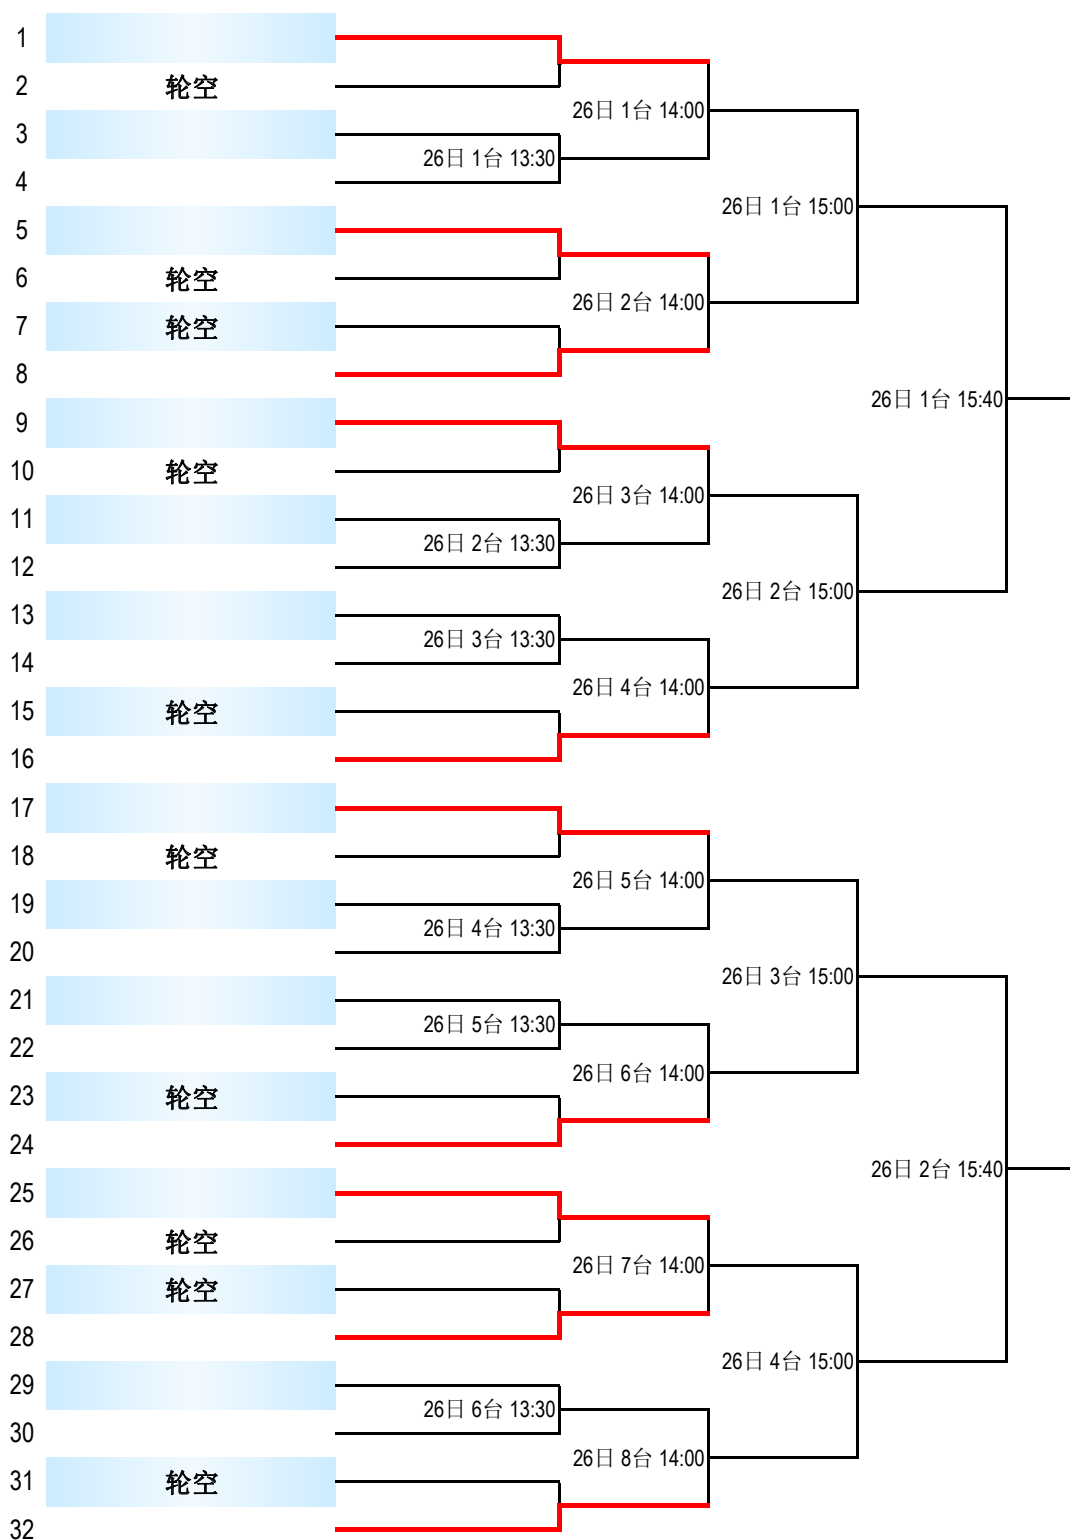 1
2 轮空
26日 1台 14:00
3
26日 1台 13:30
4
26日 1台 15:00
5
6 轮空
26日 2台 14:00
7 轮空
8
26日 1台 15:40
9
10 轮空
26日 3台 14:00
11
26日 2台 13:30
12
26日 2台 15:00
13
26日 3台 13:30
14
26日 4台 14:00
15 轮空
16
17
18 轮空
26日 5台 14:00
19
26日 4台 13:30
20
26日 3台 15:00
21
26日 5台 13:30
22
26日 6台 14:00
23 轮空
24
26日 2台 15:40
25
26 轮空
26日 7台 14:00
27 轮空
28
26日 4台 15:00
29
26日 6台 13:30
30
26日 8台 14:00
31 轮空
32